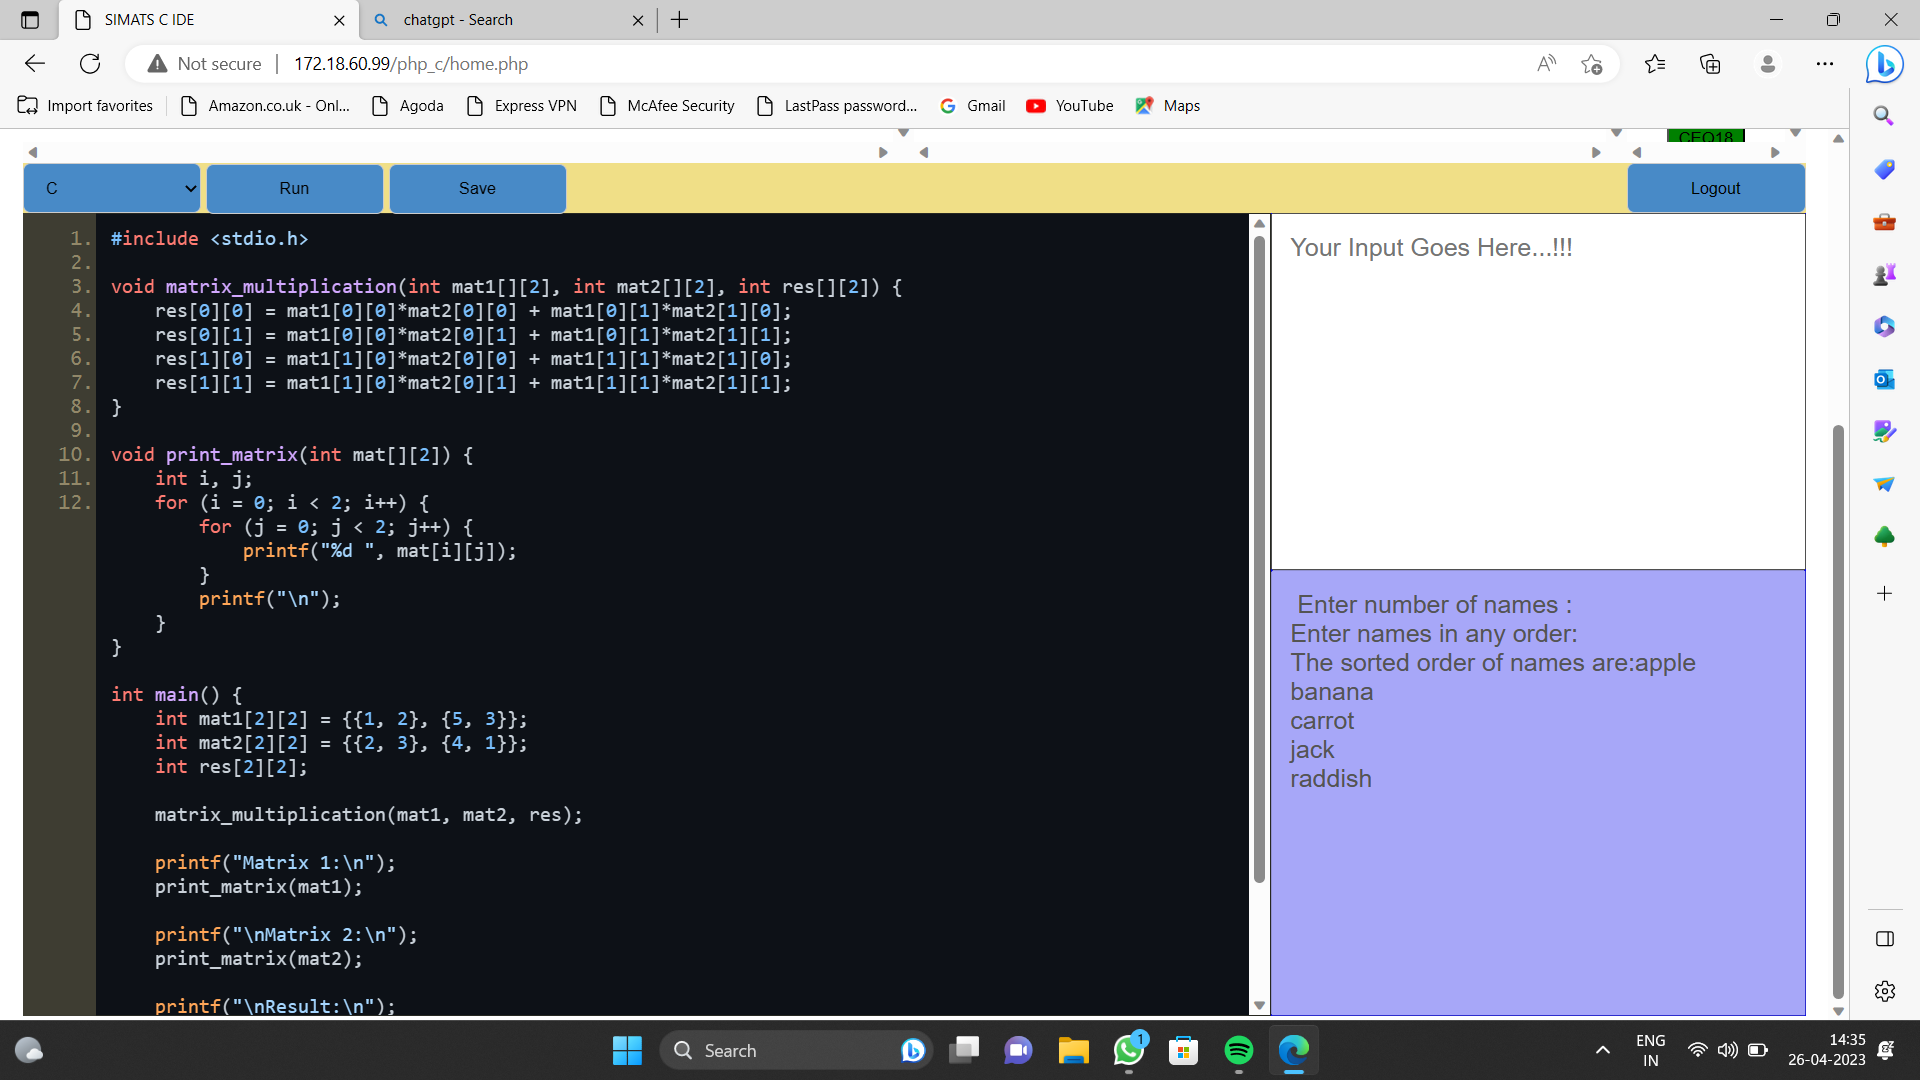 SIMATS C IDE
chatgpt - Search
Not secure
172.18.60.99/php_c/home.php
Import favorites
Amazon.co.uk - Onl...
Agoda
Express VPN
McAfee Security
LastPass password...
Gmail
YouTube
Maps
CEO18
C
Run
Save
Logout
1. #include <stdio.h>
2.
3. void matrix_multiplication(int mat1[][2], int mat2[][2], int res[][2]) {
4.     res[0][0] = mat1[0][0]*mat2[0][0] + mat1[0][1]*mat2[1][0];
5.     res[0][1] = mat1[0][0]*mat2[0][1] + mat1[0][1]*mat2[1][1];
6.     res[1][0] = mat1[1][0]*mat2[0][0] + mat1[1][1]*mat2[1][0];
7.     res[1][1] = mat1[1][0]*mat2[0][1] + mat1[1][1]*mat2[1][1];
8. }
9.
10. void print_matrix(int mat[][2]) {
11.     int i, j;
12.     for (i = 0; i < 2; i++) {
        for (j = 0; j < 2; j++) {
            printf("%d ", mat[i][j]);
        }
        printf("\n");
    }
}
int main() {
    int mat1[2][2] = {{1, 2}, {5, 3}};
    int mat2[2][2] = {{2, 3}, {4, 1}};
    int res[2][2];
    matrix_multiplication(mat1, mat2, res);
    printf("Matrix 1:\n");
    print_matrix(mat1);
    printf("\nMatrix 2:\n");
    print_matrix(mat2);
    printf("\nResult:\n");
Your Input Goes Here...!!!
Enter number of names :
Enter names in any order:
The sorted order of names are:apple
banana
carrot
jack
raddish
Search
1
ENG
IN
14:35
26-04-2023